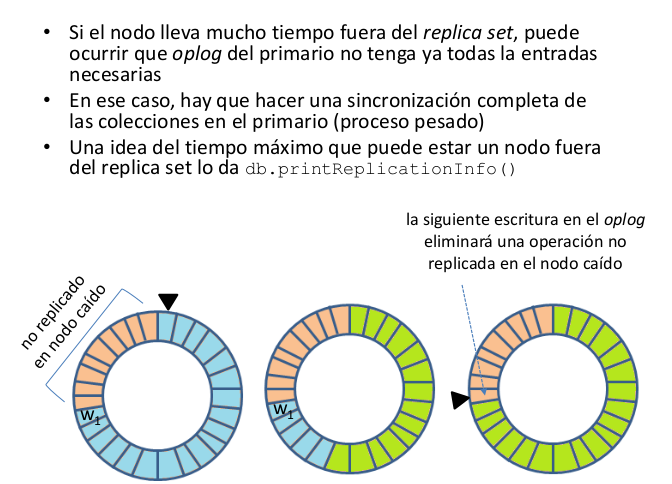 • Si el nodo lleva mucho tiempo fuera del replica set, puede
ocurrir que oplog del primario no tenga ya todas la entradas
necesarias
• En ese caso, hay que hacer una sincronización completa de
las colecciones en el primario (proceso pesado)
• Una idea del tiempo máximo que puede estar un nodo fuera
del replica set lo da db.printReplicationInfo()
la siguiente escritura en el oplog
eliminará una operación no
replicada en el nodo caído
no replicado
en nodo caído
w1
w1